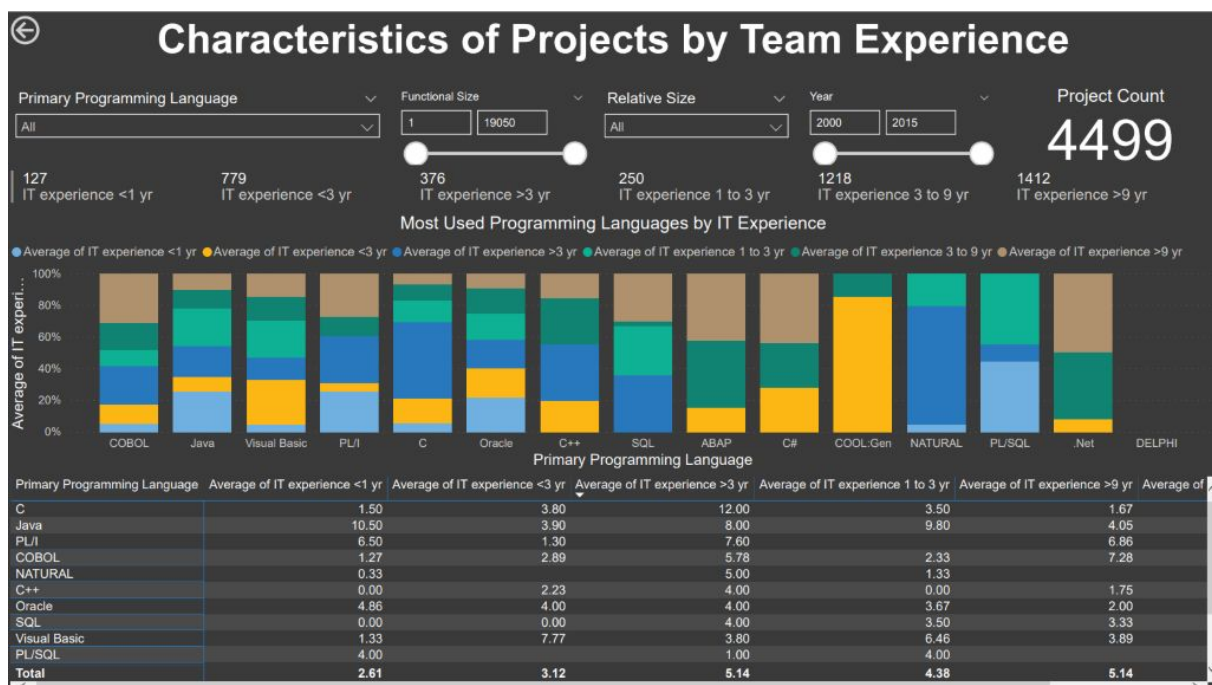 Characteristics of Projects by Team Experience
Primary Programming Language
All
Functional Size
1 19050
Relative Size
All
Year
2000 2015
Project Count
4499
127 779 376 250 1218 1412
IT experience <1 yr IT experience <3 yr IT experience >3 yr IT experience 1 to 3 yr IT experience 3 to 9 yr IT experience >9 yr
Most Used Programming Languages by IT Experience
Average of IT experience <1 yr Average of IT experience <3 yr Average of IT experience >3 yr Average of IT experience 1 to 3 yr Average of IT experience 3 to 9 yr Average of IT experience >9 yr
Average of IT experi...
100%
80%
60%
40%
20%
0%
COBOL Java Visual Basic PL/I C Oracle C++ SQL ABAP C# COOL:Gen NATURAL PL/SQL .Net DELPHI
Primary Programming Language
Primary Programming Language Average of IT experience <1 yr Average of IT experience <3 yr Average of IT experience >3 yr Average of IT experience 1 to 3 yr Average of IT experience >9 yr Average of
C 1.50 3.80 12.00 3.50 1.67
Java 10.50 3.90 8.00 9.80 4.05
PL/I 6.50 1.30 7.60 6.86
COBOL 1.27 2.89 5.78 2.33 7.28
NATURAL 0.33 5.00 1.33
C++ 0.00 2.23 4.00 0.00 1.75
Oracle 4.86 4.00 4.00 3.67 2.00
SQL 0.00 0.00 4.00 3.50 3.33
Visual Basic 1.33 7.77 3.80 6.46 3.89
PL/SQL 4.00 1.00 4.00
Total 2.61 3.12 5.14 4.38 5.14